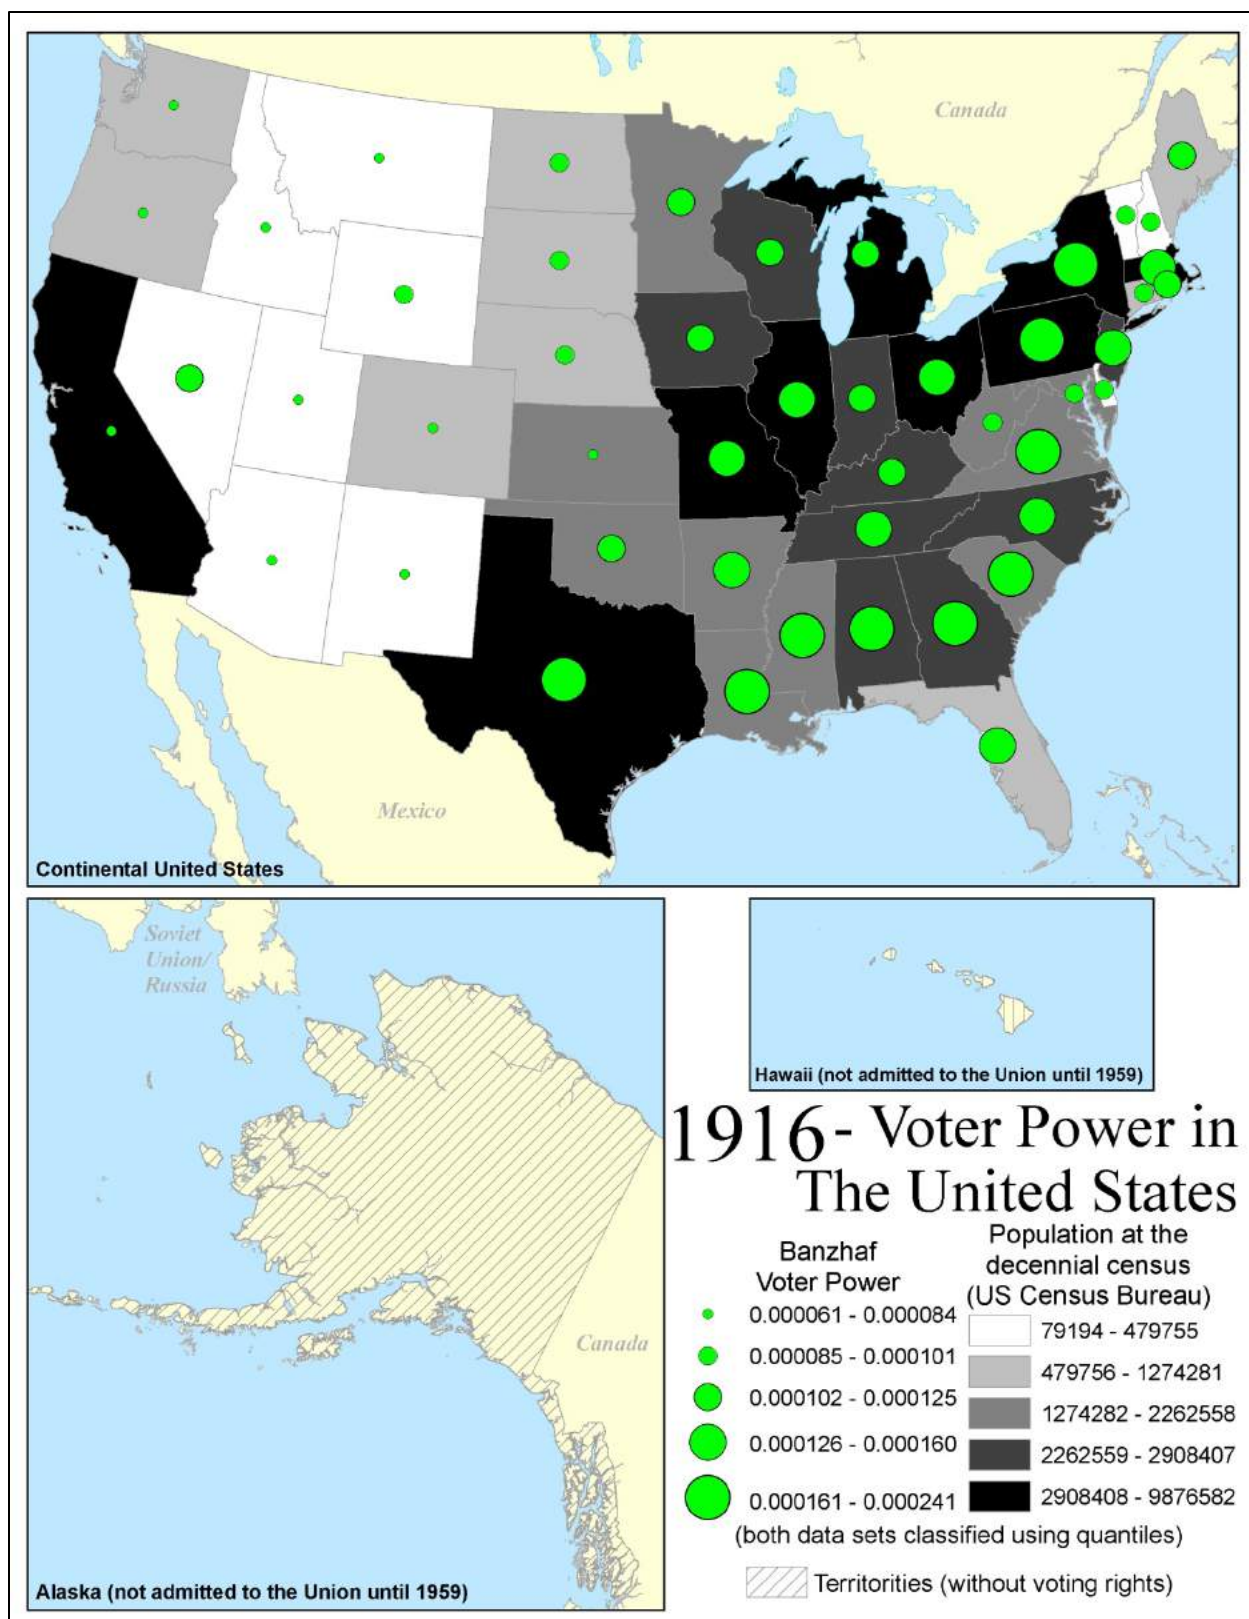 Canada
Mexico
Continental United States
Soviet
Union/
Russia
Canada
Alaska (not admitted to the Union until 1959)
Hawaii (not admitted to the Union until 1959)
1916 - Voter Power in
The United States
Banzhaf
Voter Power
0.000061 - 0.000084
0.000085 - 0.000101
0.000102 - 0.000125
0.000126 - 0.000160
0.000161 - 0.000241
Population at the
decennial census
(US Census Bureau)
79194 - 479755
479756 - 1274281
1274282 - 2262558
2262559 - 2908407
2908408 - 9876582
(both data sets classified using quantiles)
Territorities (without voting rights)